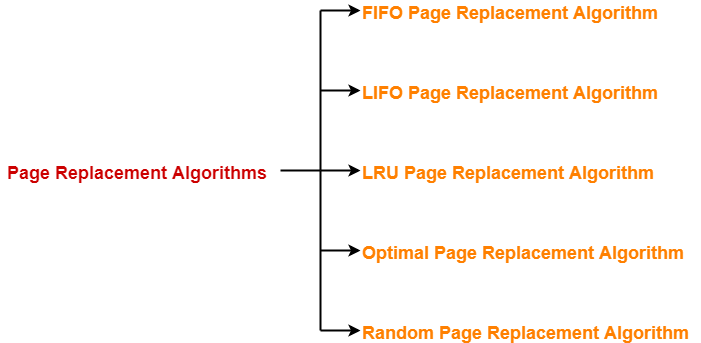 FIFO Page Replacement Algorithm
LIFO Page Replacement Algorithm
Page Replacement Algorithms
LRU Page Replacement Algorithm
Optimal Page Replacement Algorithm
Random Page Replacement Algorithm